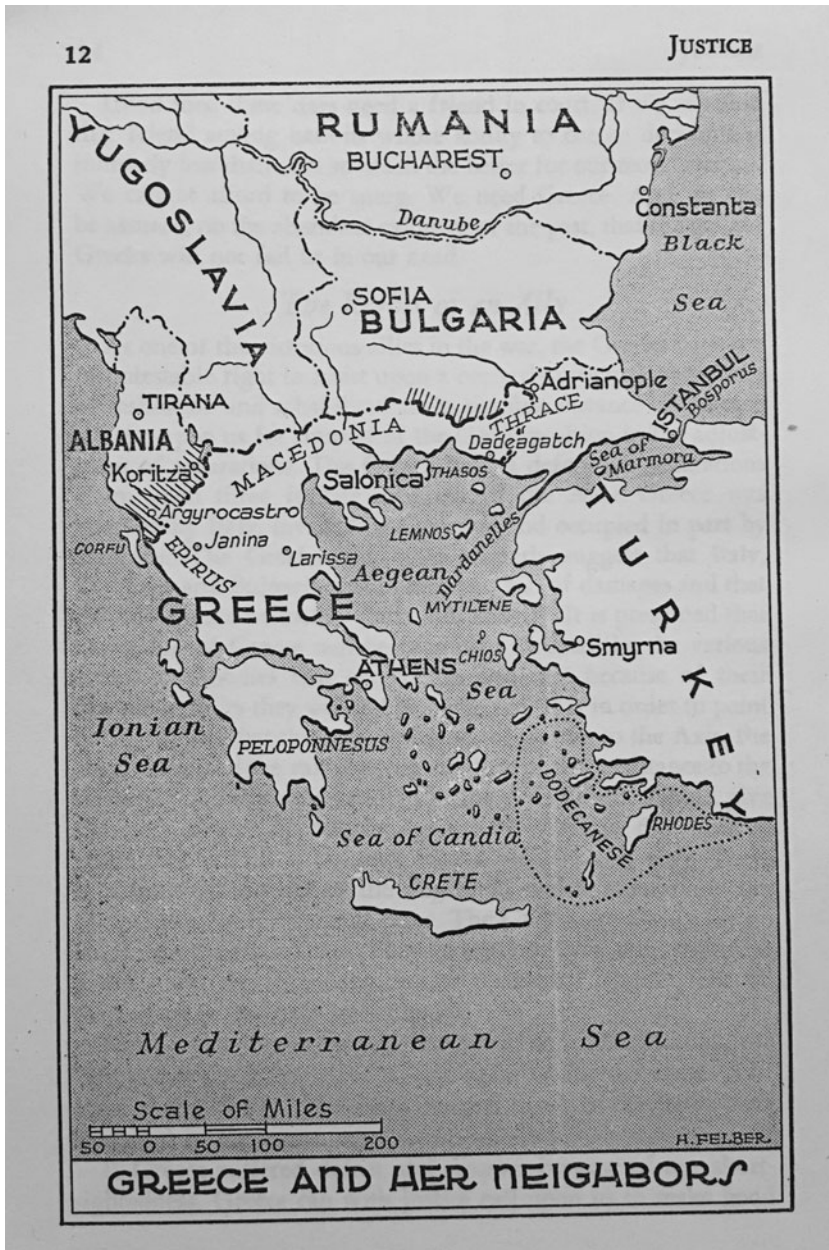 12
JUSTICE
RUMANIA
YUGOSLAVIA
BUCHAREST
Constanta
Danube
Black
Sea
SOFIA
BULGARIA
Adrianople
ISTANBUL
Bosporus
TIRANA
THRACE
ALBANIA
MACEDONIA
Dadeagatch
Sea of
Marmora
Koritza
Salonica
THASOS
Argyrocastro
TURKEY
LEMNOS
Dardanelles
CORFU
EPIRUS
Janina
Larissa
Aegean
Sea
MYTILENE
GREECE
Smyrna
CHIOS
ATHENS
Ionian
Sea
PELOPONNESUS
DODECANESE
RHODES
Sea of Candia
CRETE
Mediterranean Sea
Scale of Miles
50 0 50 100 200
H. FELBER
GREECE AND HER NEIGHBORS